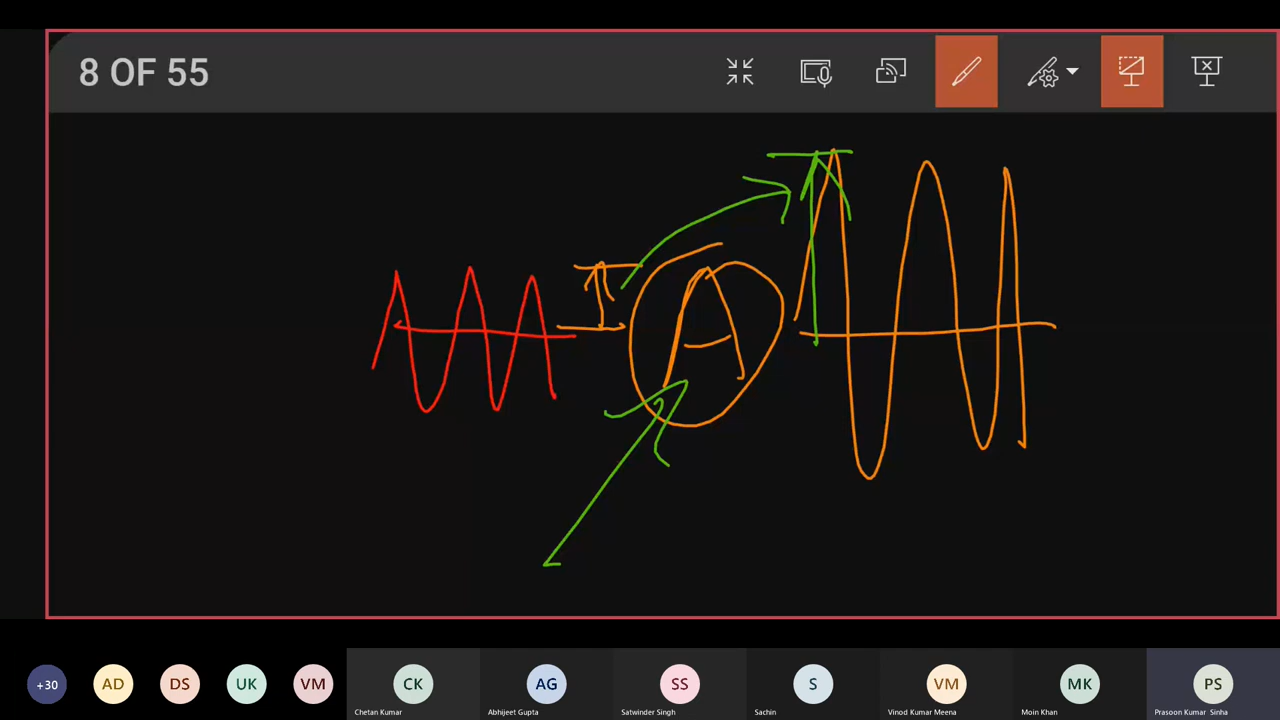 8 OF 55
A
+30 AD DS UK VM CK AG SS S VM MK PS
Chetan Kumar Abhijeet Gupta Satwinder Singh Sachin Vinod Kumar Meena Moin Khan Prasoon Kumar Sinha